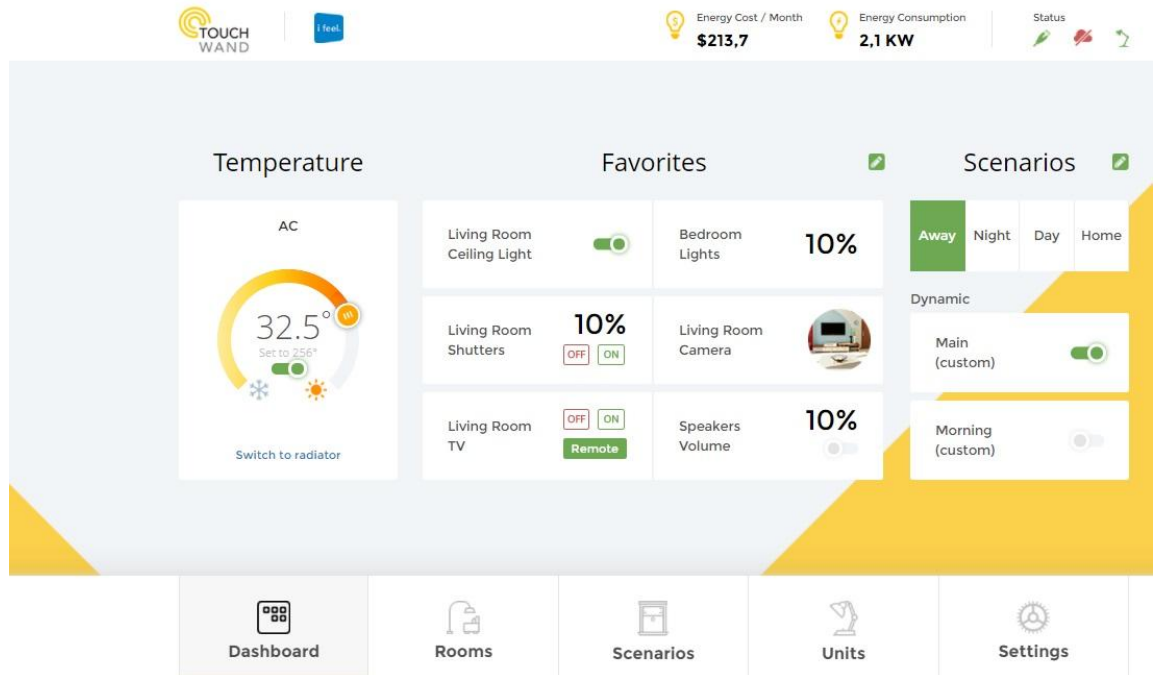 TOUCH
WAND
i feel.
Energy Cost / Month
$213,7
Energy Consumption
2,1 KW
Status
Temperature
Favorites
Scenarios
AC
32.5°
Set to 256°
Switch to radiator
Living Room
Ceiling Light
Bedroom
Lights
10%
Living Room
Shutters
10%
OFF ON
Living Room
Camera
Living Room
TV
OFF ON
Remote
Speakers
Volume
10%
Away Night Day Home
Dynamic
Main
(custom)
Morning
(custom)
Dashboard
Rooms
Scenarios
Units
Settings